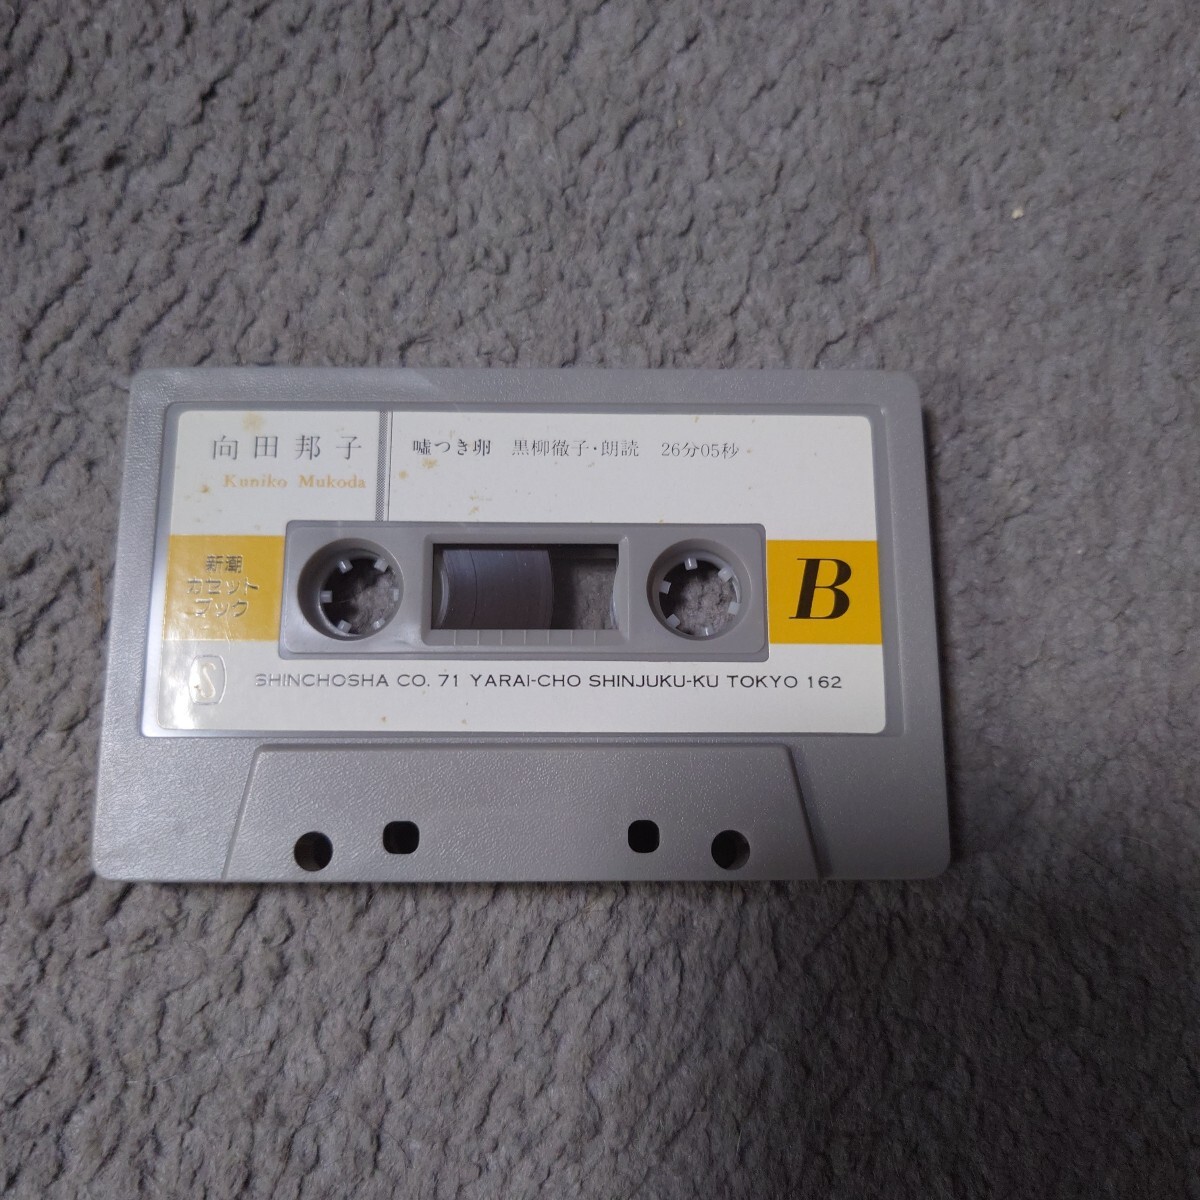 向田邦子
Kuniko Mukoda
嘘つき卵 黒柳徹子・朗読 26分05秒
新潮
カセット
ブック
B
S
SHINCHOSHA CO. 71 YARAI-CHO SHINJUKU-KU TOKYO 162